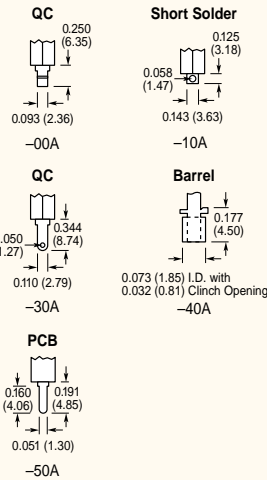 QC
0.250
(6.35)
0.093 (2.36)
–00A
Short Solder
0.125
(3.18)
0.058
(1.47)
0.143 (3.63)
–10A
QC
0.344
(8.74)
.050
1.27)
0.110 (2.79)
–30A
Barrel
0.177
(4.50)
0.073 (1.85) I.D. with
0.032 (0.81) Clinch Opening
–40A
PCB
0.160
(4.06)
0.191
(4.85)
0.051 (1.30)
–50A